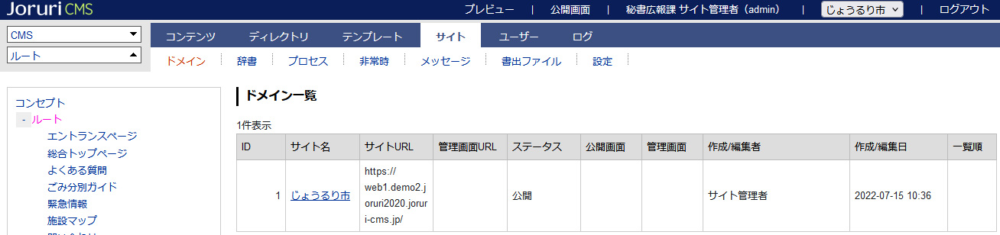 Joruri CMS
プレビュー | 公開画面 | 秘書広報課 サイト管理者（admin） | じょうるり市 | ログアウト
CMS
ルート
コンテンツ ディレクトリ テンプレート サイト ユーザー ログ
ドメイン 辞書 プロセス 非常時 メッセージ 書出ファイル 設定
コンセプト
- ルート
エントランスページ
総合トップページ
よくある質問
ごみ分別ガイド
緊急情報
施設マップ
ドメイン一覧
1件表示
ID サイト名 サイトURL 管理画面URL ステータス 公開画面 管理画面 作成/編集者 作成/編集日 一覧順
1 じょうるり市 https://
web1.demo2.j
oruri2020.jorur
i-cms.jp/
公開 サイト管理者 2022-07-15 10:36